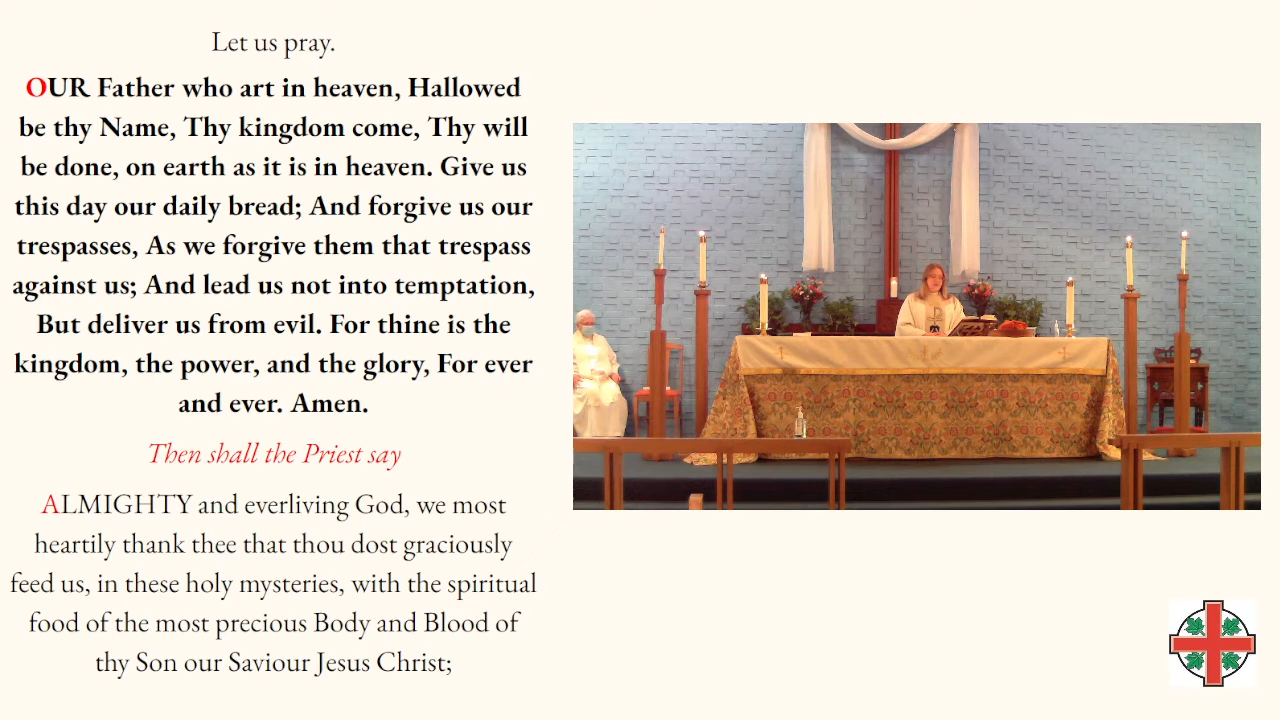 Let us pray.
OUR Father who art in heaven, Hallowed
be thy Name, Thy kingdom come, Thy will
be done, on earth as it is in heaven. Give us
this day our daily bread; And forgive us our
trespasses, As we forgive them that trespass
against us; And lead us not into temptation,
But deliver us from evil. For thine is the
kingdom, the power, and the glory, For ever
and ever. Amen.
Then shall the Priest say
ALMIGHTY and everliving God, we most
heartily thank thee that thou dost graciously
feed us, in these holy mysteries, with the spiritual
food of the most precious Body and Blood of
thy Son our Saviour Jesus Christ;